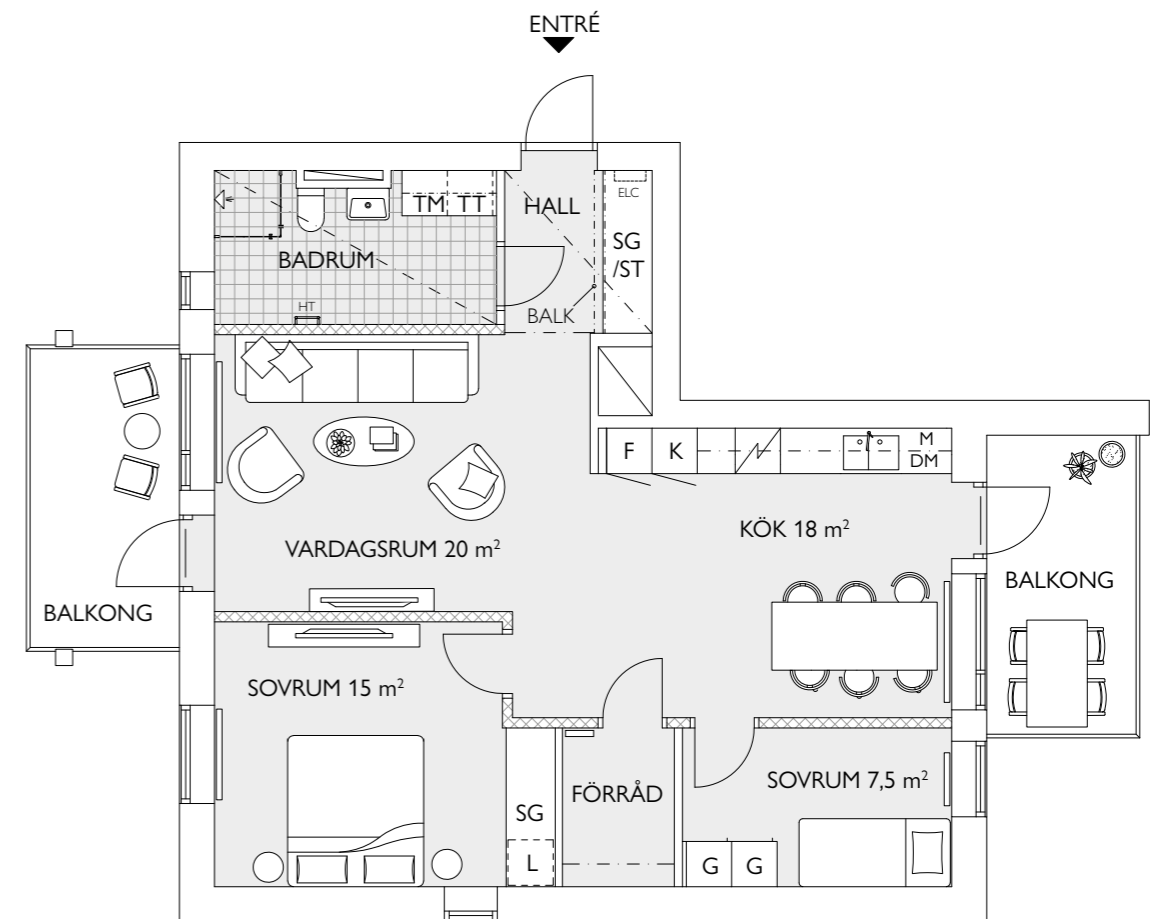 ENTRÉ
HALL
ELC
TM TT
SG
/ST
BADRUM
HT
BALK
F K M
DM
KÖK 18 m²
VARDAGSRUM 20 m²
BALKONG
BALKONG
SOVRUM 15 m²
SOVRUM 7,5 m²
FÖRRÅD
SG
L
G G